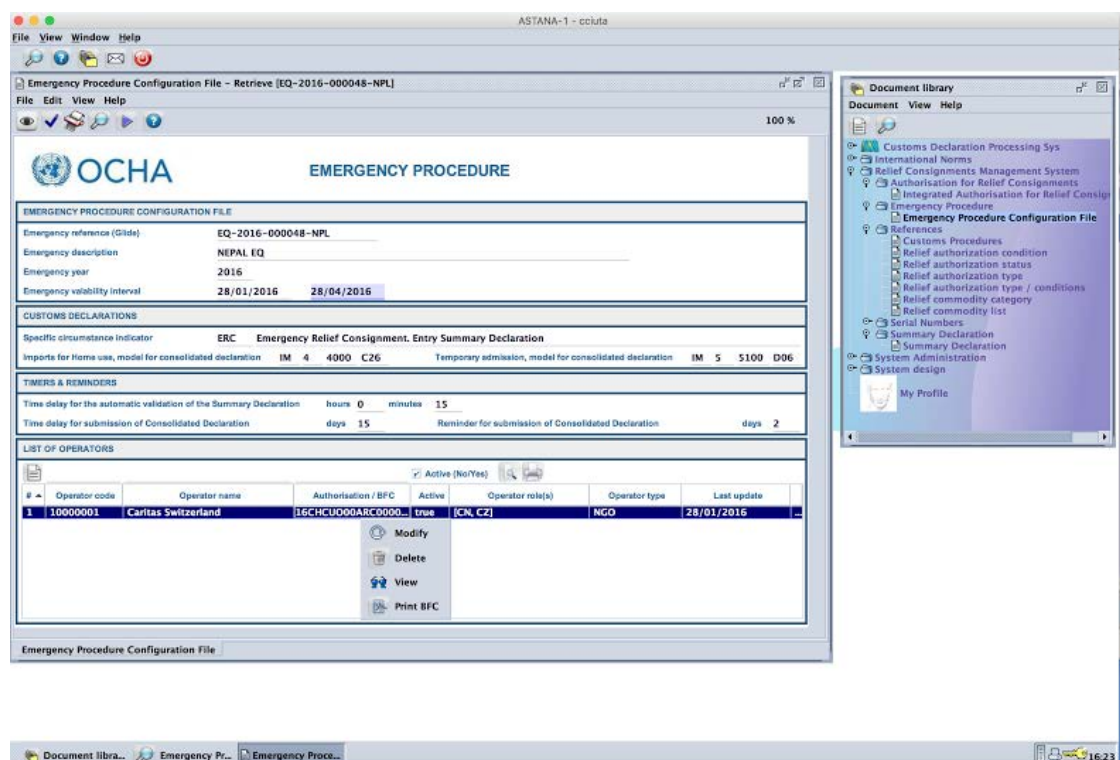 ASTANA-1 - cciuta
File View Window Help
Emergency Procedure Configuration File - Retrieve [EQ-2016-000048-NPL]
File Edit View Help
100 %
OCHA
EMERGENCY PROCEDURE
EMERGENCY PROCEDURE CONFIGURATION FILE
Emergency reference (Glide) EQ-2016-000048-NPL
Emergency description NEPAL EQ
Emergency year 2016
Emergency valability interval 28/01/2016 28/04/2016
CUSTOMS DECLARATIONS
Specific circumstance indicator ERC Emergency Relief Consignment. Entry Summary Declaration
Imports for Home use, model for consolidated declaration IM 4 4000 C26 Temporary admission, model for consolidated declaration IM 5 5100 D06
TIMERS & REMINDERS
Time delay for the automatic validation of the Summary Declaration hours 0 minutes 15
Time delay for submission of Consolidated Declaration days 15 Reminder for submission of Consolidated Declaration days 2
LIST OF OPERATORS
Active (No/Yes)
# Operator code Operator name Authorisation / BFC Active Operator role(s) Operator type Last update
1 10000001 Caritas Switzerland 16CHCUO00ARC0000... true [CN, CZ] NGO 28/01/2016 ...
Modify
Delete
View
Print BFC
Emergency Procedure Configuration File
Document library
Document View Help
Customs Declaration Processing Sys
International Norms
Relief Consignments Management System
Authorisation for Relief Consignments
Integrated Authorisation for Relief Consig
Emergency Procedure
Emergency Procedure Configuration File
References
Customs Procedures
Relief authorization condition
Relief authorization status
Relief authorization type
Relief authorization type / conditions
Relief commodity category
Relief commodity list
Serial Numbers
Summary Declaration
Summary Declaration
System Administration
System design
My Profile
Document libra... Emergency Pr... Emergency Proce...
16:23